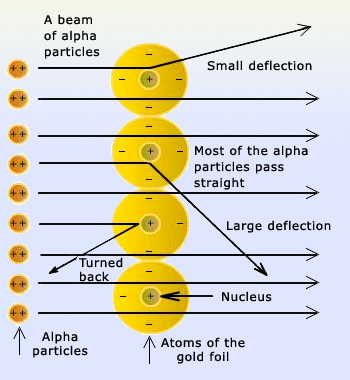 A beam
of alpha
particles
Small deflection
Most of the alpha
particles pass
straight
Large deflection
Turned
back
Nucleus
Alpha
particles
Atoms of the
gold foil